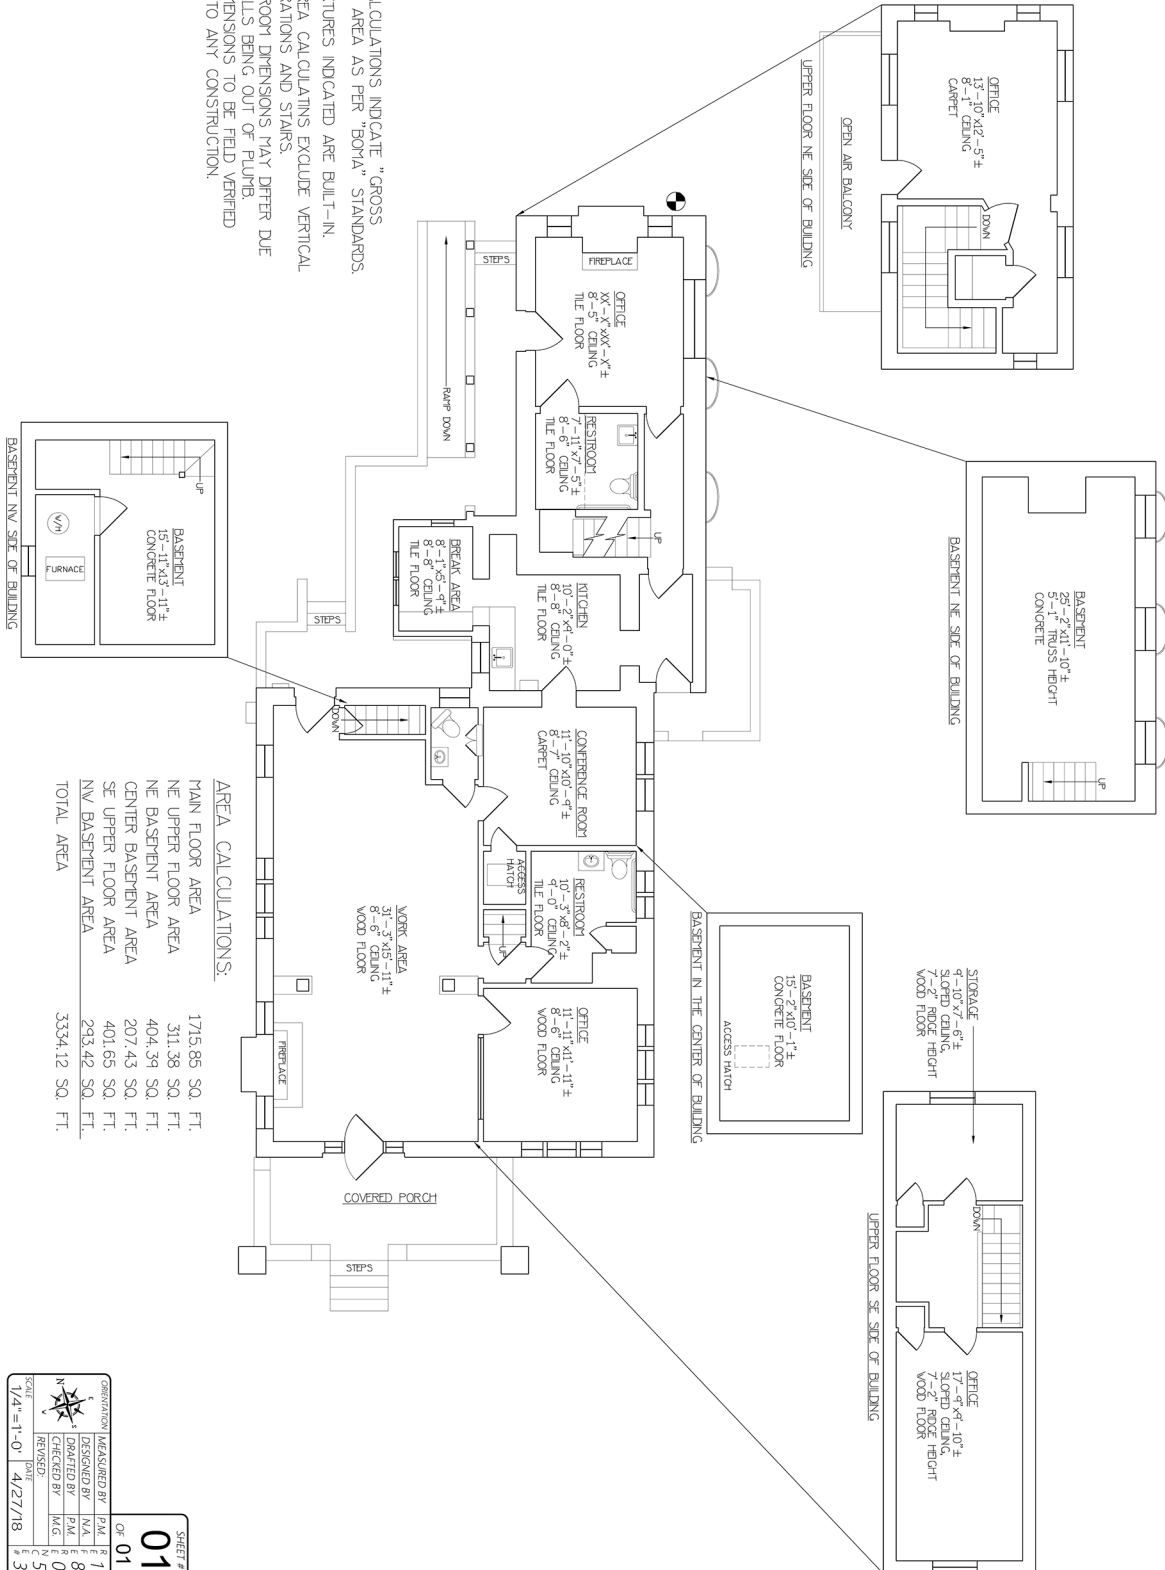 ALCULATIONS INDICATE "GROSS
AREA AS PER "BOMA" STANDARDS.
TURES INDICATED ARE BUILT-IN.
EA CALCULATINS EXCLUDE VERTICAL
RATIONS AND STAIRS.
ROOM DIMENSIONS MAY DIFFER DUE
LLS BEING OUT OF PLUMB.
MENSIONS TO BE FIELD VERIFIED
TO ANY CONSTRUCTION.
OFFICE
13'-10"x12'-5"±
8'-1" CEILING
CARPET
DOWN
OPEN AIR BALCONY
UPPER FLOOR NE SIDE OF BUILDING
BASEMENT
25'-2"x11'-10"±
5'-1" TRUSS HEIGHT
CONCRETE
UP
BASEMENT NE SIDE OF BUILDING
STEPS
RAMP DOWN
FIREPLACE
OFFICE
XX'-X"xXX'-X"±
8'-5" CEILING
TILE FLOOR
RESTROOM
7'-11"x7'-5"±
8'-6" CEILING
TILE FLOOR
UP
BREAK AREA
8'-1"x5'-9"±
8'-8" CEILING
TILE FLOOR
KITCHEN
10'-2"x9'-0"±
8'-8" CEILING
TILE FLOOR
STEPS
DOWN
CONFERENCE ROOM
11'-10"x10'-9"±
8'-7" CEILING
CARPET
ACCESS
HATCH
RESTROOM
10'-3"x8'-2"±
9'-0" CEILING
TILE FLOOR
UP
WORK AREA
31'-3"x15'-11"±
8'-6" CEILING
WOOD FLOOR
OFFICE
11'-11"x11'-11"±
8'-6" CEILING
WOOD FLOOR
FIREPLACE
COVERED PORCH
STEPS
UP
W/H
FURNACE
BASEMENT
15'-11"x13'-11"±
CONCRETE FLOOR
BASEMENT NW SIDE OF BUILDING
BASEMENT
15'-2"x10'-1"±
CONCRETE FLOOR
ACCESS HATCH
BASEMENT IN THE CENTER OF BUILDING
STORAGE
9'-10"x7'-6"±
SLOPED CEILING,
7'-2" RIDGE HEIGHT
WOOD FLOOR
DOWN
OFFICE
17'-9"x9'-10"±
SLOPED CEILING,
7'-2" RIDGE HEIGHT
WOOD FLOOR
UPPER FLOOR SE SIDE OF BUILDING
AREA CALCULATIONS:
MAIN FLOOR AREA 1715.85 SQ. FT.
NE UPPER FLOOR AREA 311.38 SQ. FT.
NE BASEMENT AREA 404.39 SQ. FT.
CENTER BASEMENT AREA 207.43 SQ. FT.
SE UPPER FLOOR AREA 401.65 SQ. FT.
NW BASEMENT AREA 293.42 SQ. FT.
TOTAL AREA 3334.12 SQ. FT.
SHEET #
01
OF 01
ORIENTATION
N E S W
MEASURED BY P.M.
DESIGNED BY N.A.
DRAFTED BY P.M.
CHECKED BY M.G.
REVISED:
SCALE
1/4"=1'-0"
DATE
4/27/18